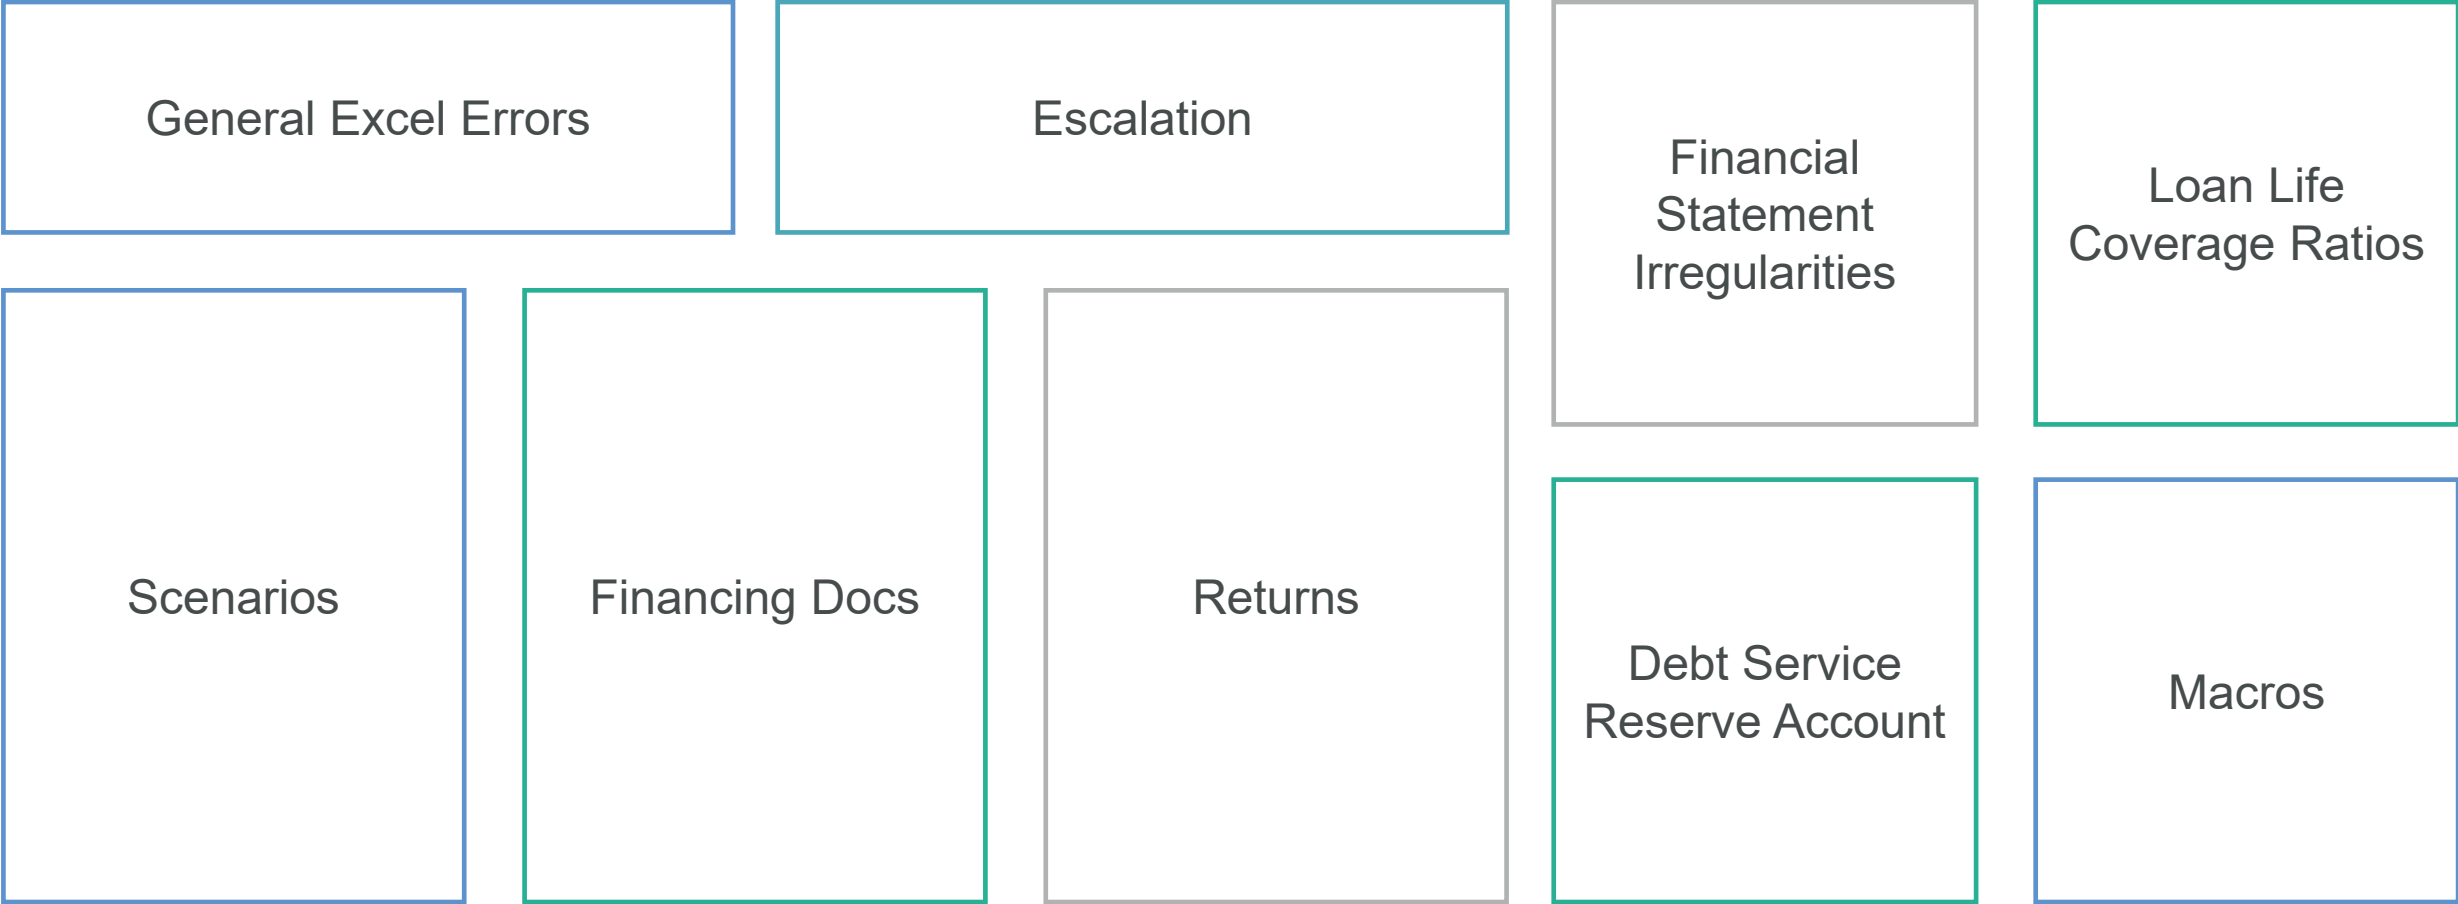 General Excel Errors
Escalation
Financial
Statement
Irregularities
Loan Life
Coverage Ratios
Scenarios
Financing Docs
Returns
Debt Service
Reserve Account
Macros